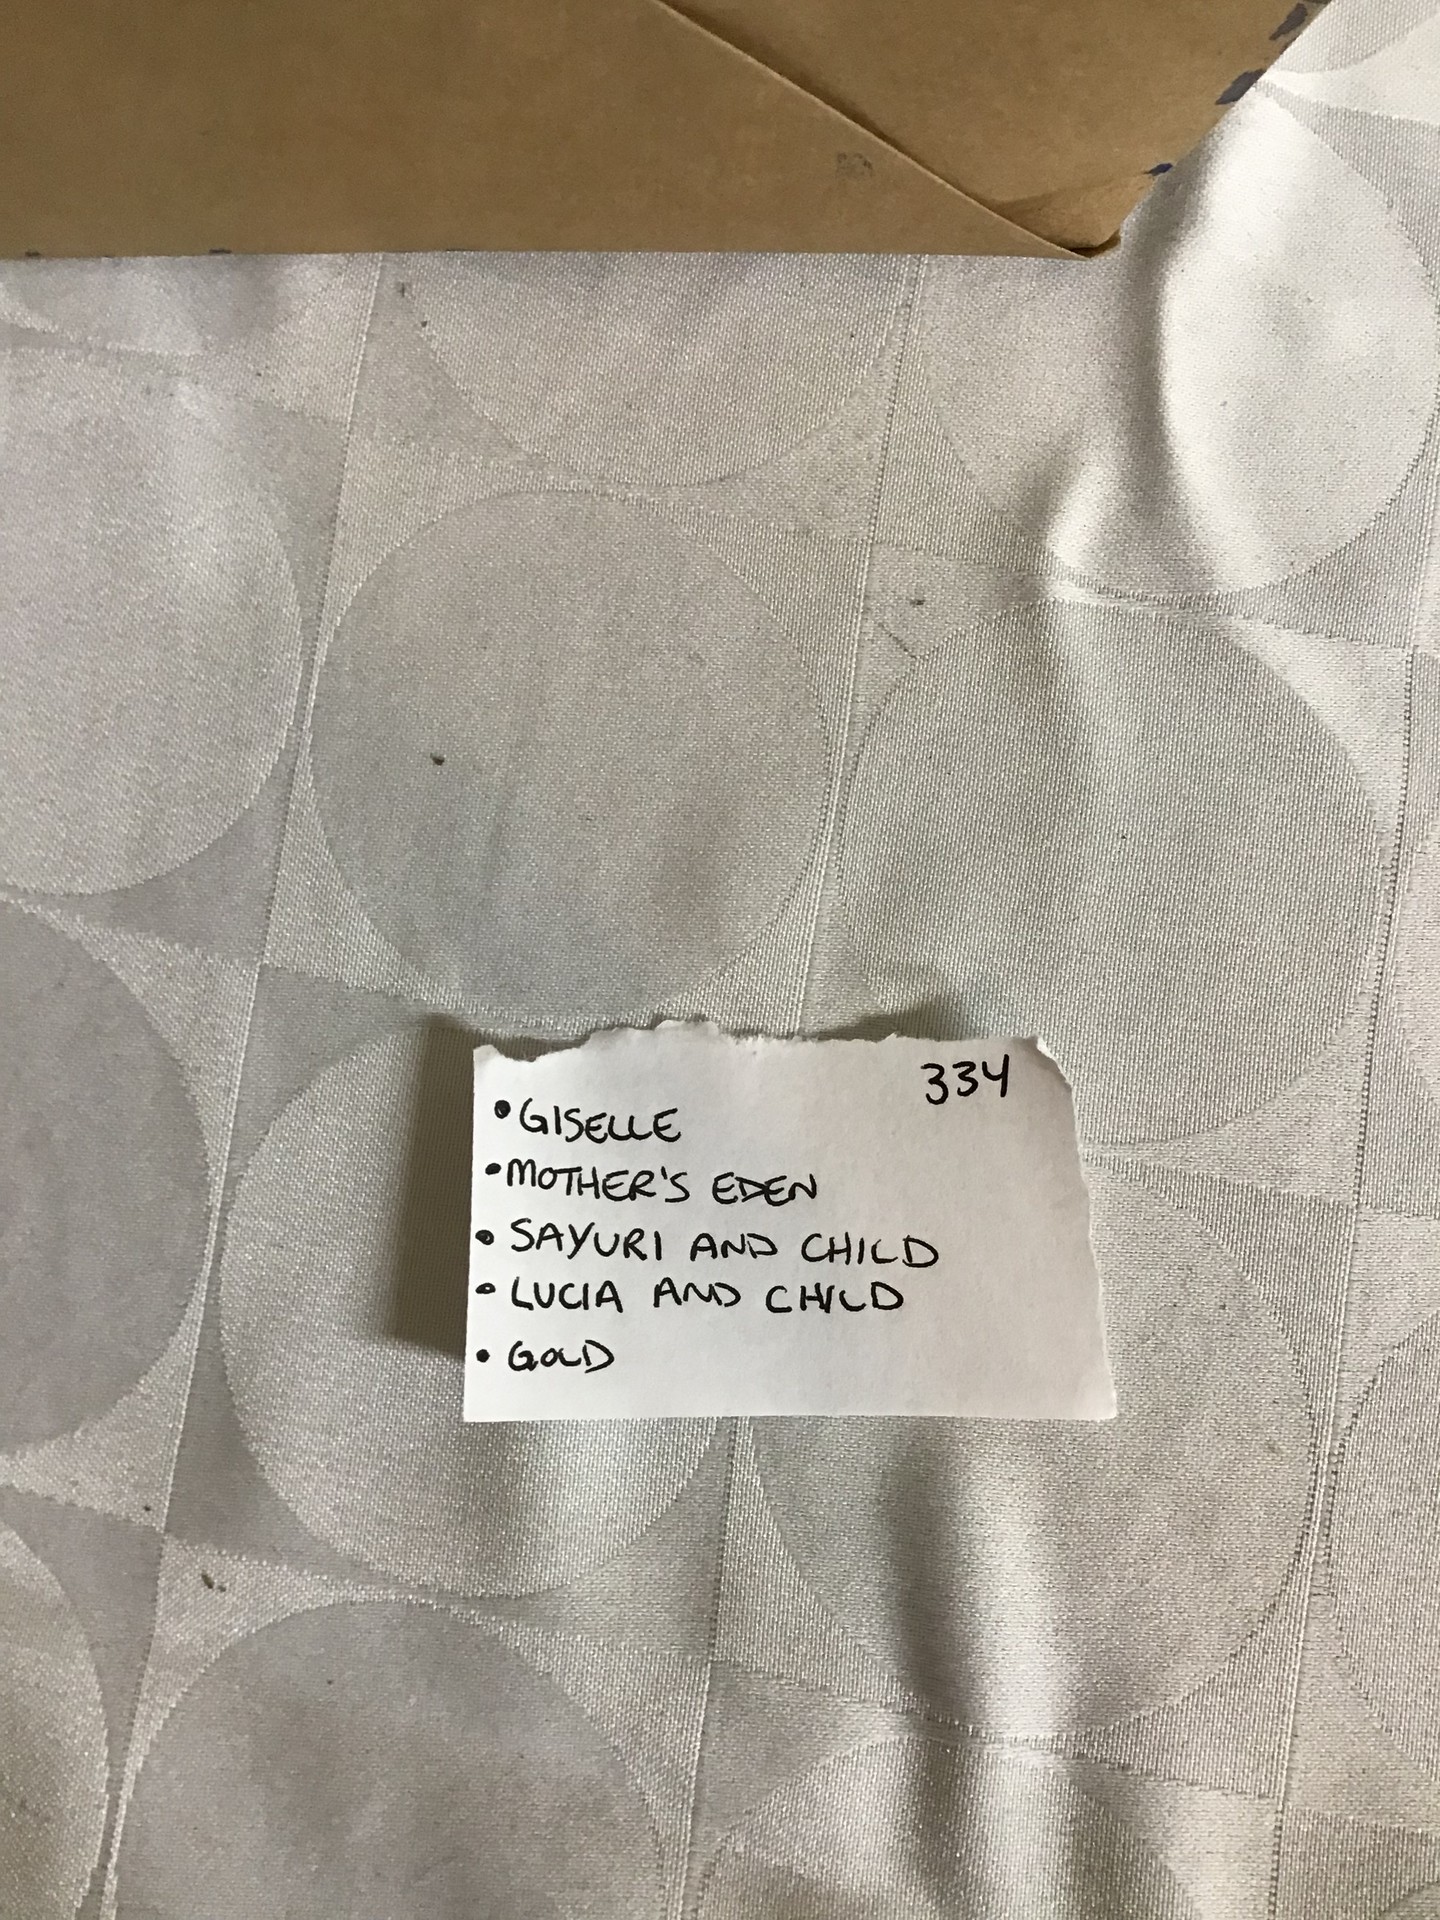 334
• GISELLE
• MOTHER'S EDEN
• SAYURI AND CHILD
• LUCIA AND CHILD
• GOLD